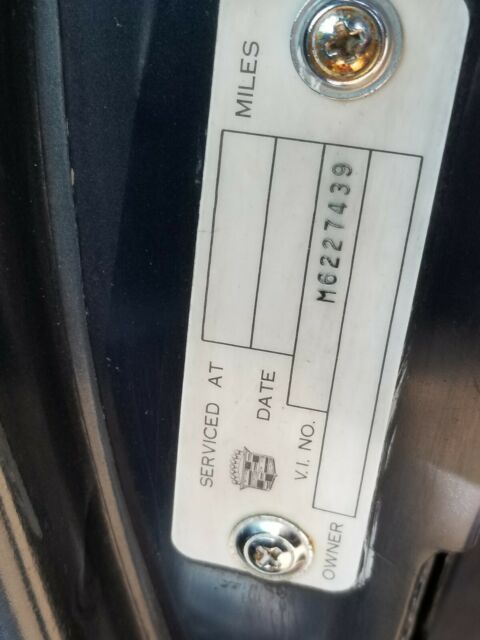 MILES
SERVICED AT
DATE
V.I. NO. M6227439
OWNER